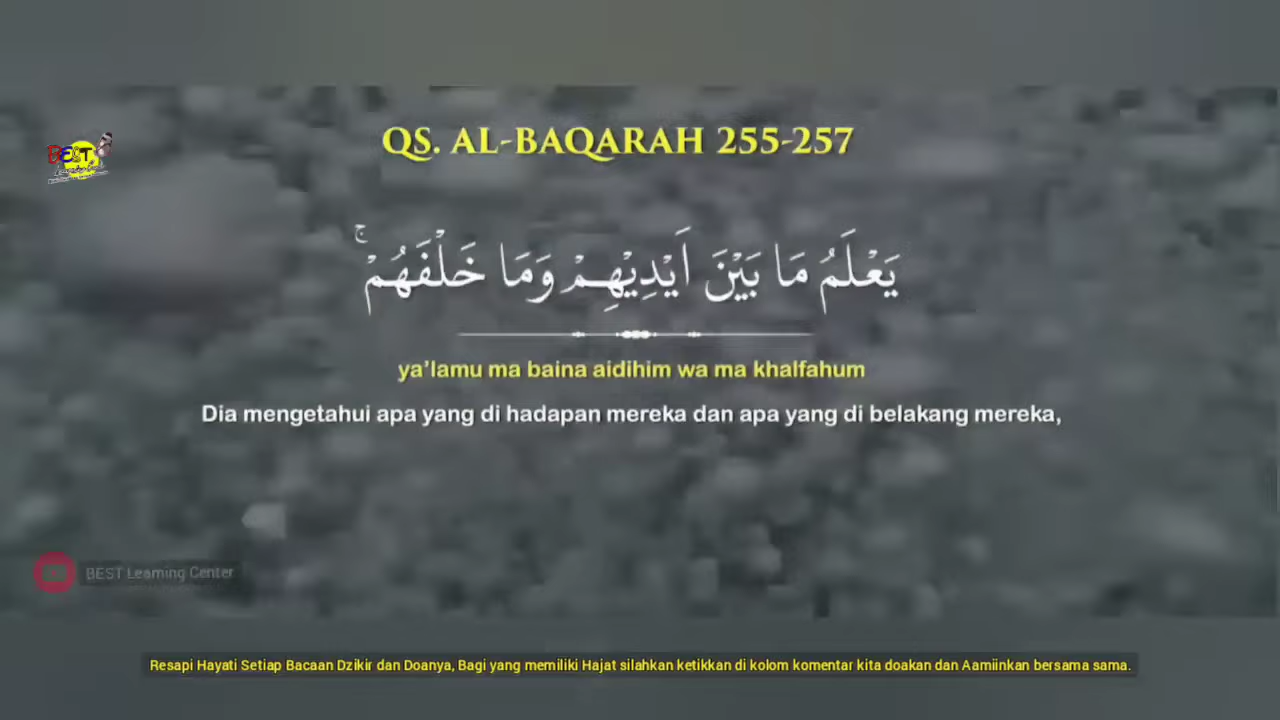 QS. AL-BAQARAH 255-257
BEST
يَعْلَمُ مَا بَيْنَ اَيْدِيْهِمْ وَمَا خَلْفَهُمْۚ
ya’lamu ma baina aidihim wa ma khalfahum
Dia mengetahui apa yang di hadapan mereka dan apa yang di belakang mereka,
BEST Learning Center
Resapi Hayati Setiap Bacaan Dzikir dan Doanya, Bagi yang memiliki Hajat silahkan ketikkan di kolom komentar kita doakan dan Aamiinkan bersama sama.